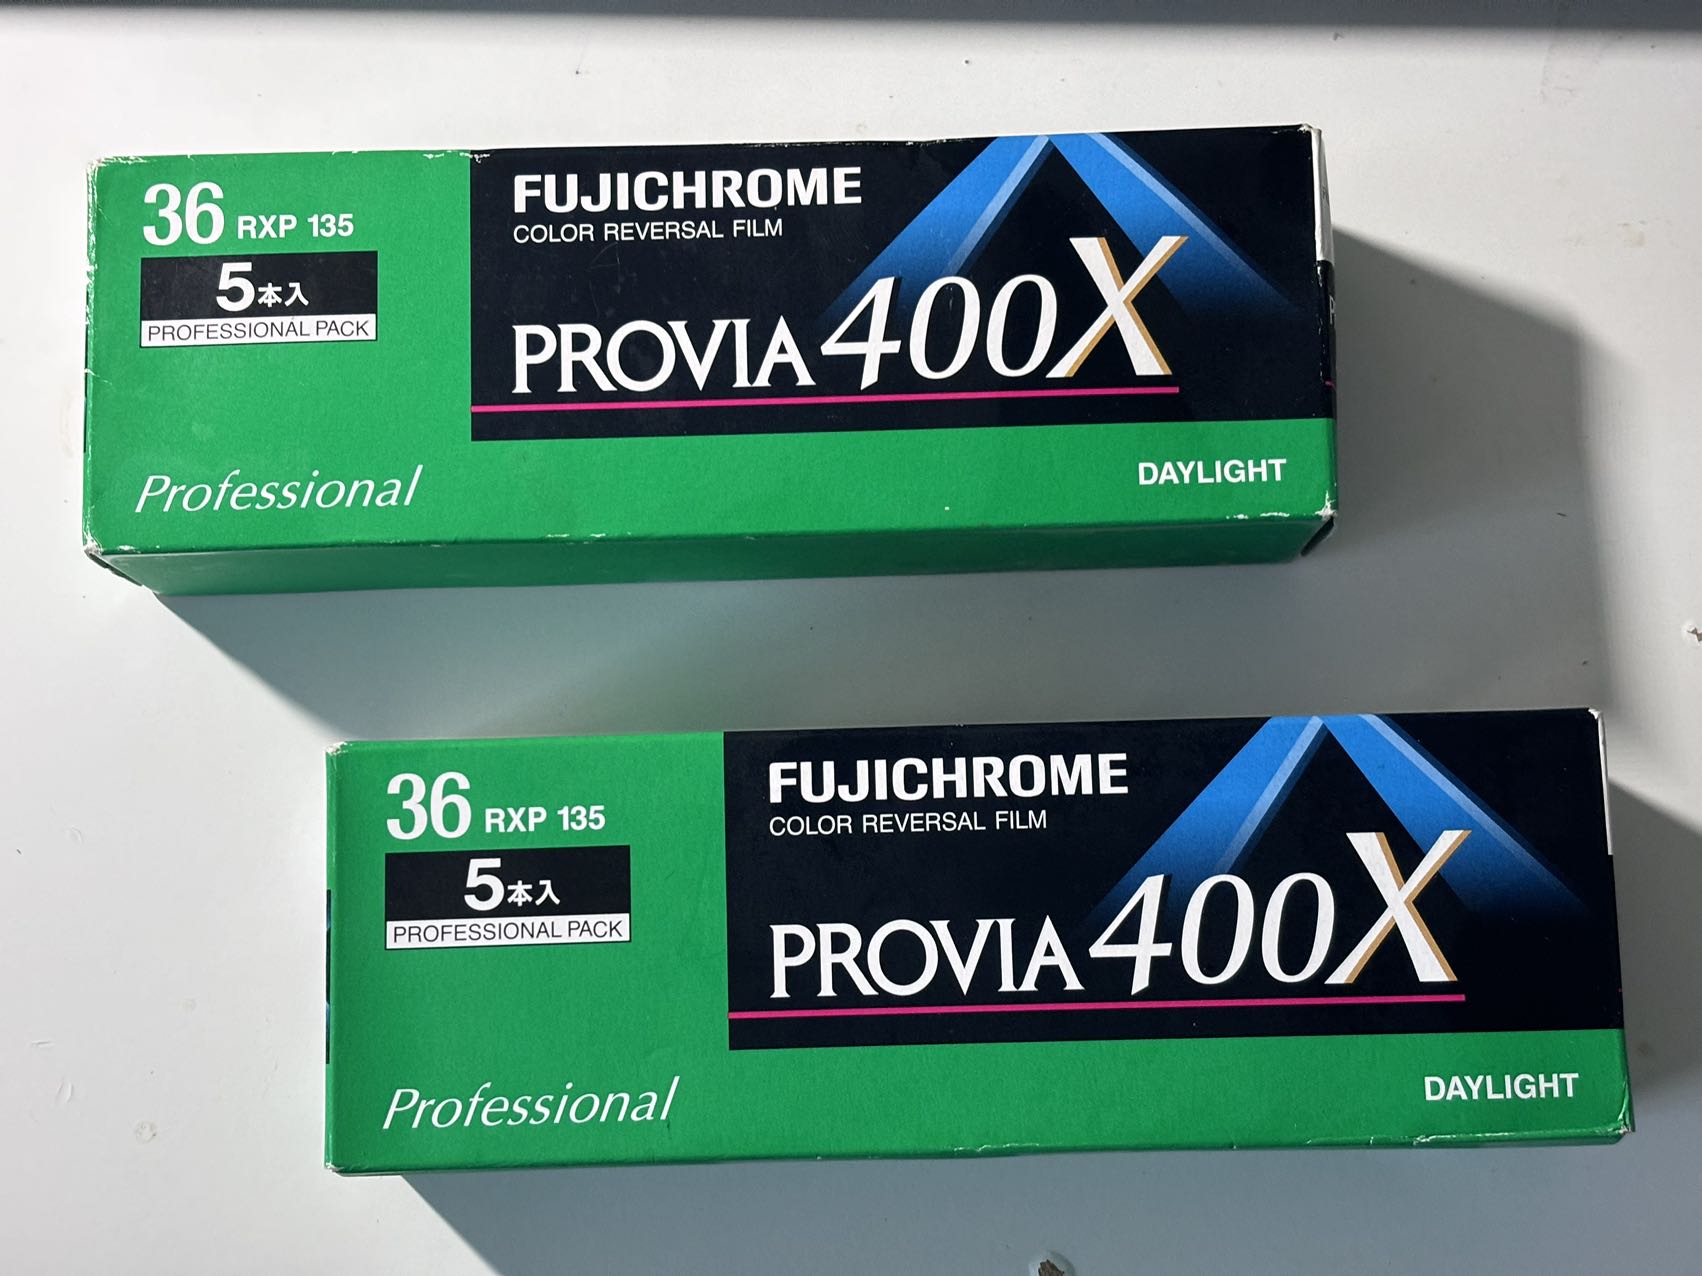 36 RXP 135
5本入
PROFESSIONAL PACK
FUJICHROME
COLOR REVERSAL FILM
PROVIA 400X
Professional
DAYLIGHT
36 RXP 135
5本入
PROFESSIONAL PACK
FUJICHROME
COLOR REVERSAL FILM
PROVIA 400X
Professional
DAYLIGHT